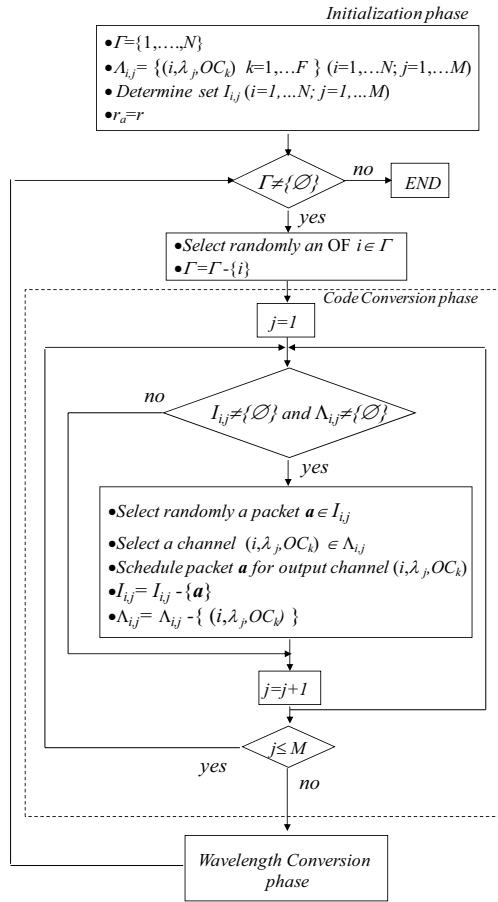 Initialization phase
•Γ={1,….,N}
•Λi,j= {(i,λj,OCk) k=1,…F } (i=1,…N; j=1,…M)
• Determine set Ii,j (i=1,…N; j=1,…M)
•ra=r
Γ≠{∅}
no
END
yes
•Select randomly an OF i∈ Γ
•Γ=Γ-{i}
Code Conversion phase
j=1
no
Ii,j≠{∅} and Λi,j≠{∅}
yes
•Select randomly a packet a∈ Ii,j
•Select a channel (i,λj,OCk) ∈ Λi,j
•Schedule packet a for output channel (i,λj,OCk)
•Ii,j= Ii,j -{a}
•Λi,j= Λi,j -{ (i,λj,OCk) }
j=j+1
j≤ M
yes
no
Wavelength Conversion
phase